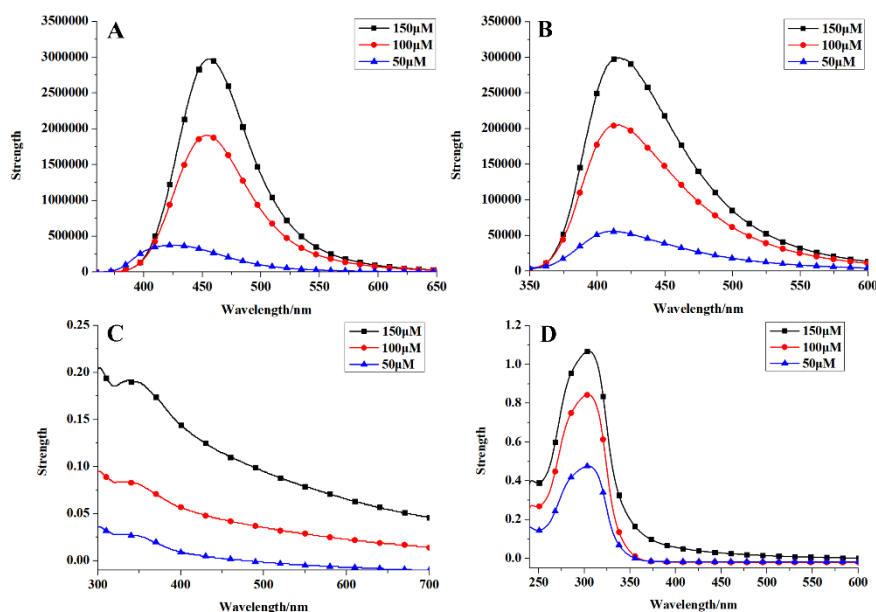 A
150μM
100μM
50μM
3500000
3000000
2500000
2000000
1500000
1000000
500000
0
Strength
400
450
500
550
600
650
Wavelength/nm
B
150μM
100μM
50μM
350000
300000
250000
200000
150000
100000
50000
0
Strength
350
400
450
500
550
600
Wavelength/nm
C
150μM
100μM
50μM
0.25
0.20
0.15
0.10
0.05
0.00
Strength
300
400
500
600
700
Wavelength/nm
D
150μM
100μM
50μM
1.2
1.0
0.8
0.6
0.4
0.2
0.0
Strength
250
300
350
400
450
500
550
600
Wavelength/nm